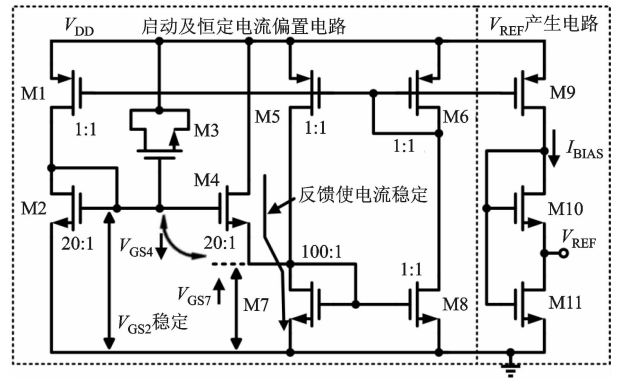 V_DD 启动及恒定电流偏置电路 V_REF产生电路
M1 M3 M5 M6 M9
1:1 1:1 1:1
I_BIAS
M2 M4 反馈使电流稳定 M10
20:1 V_GS4 20:1 100:1 1:1 V_REF
V_GS7 M7 M8 M11
V_GS2稳定